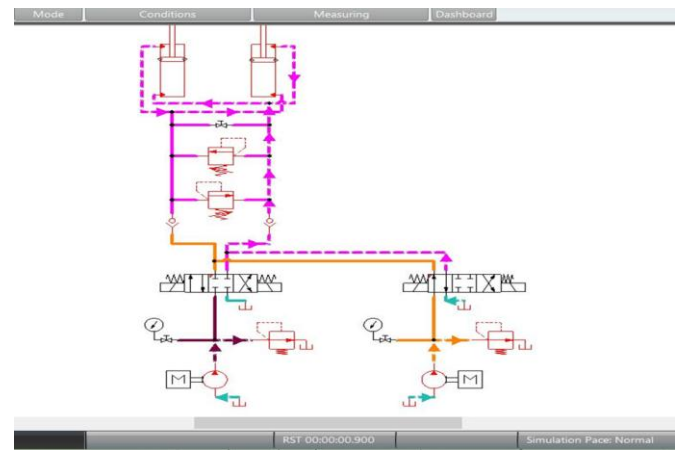 Mode Conditions Measuring Dashboard
M M
RST 00:00:00.900 Simulation Pace: Normal